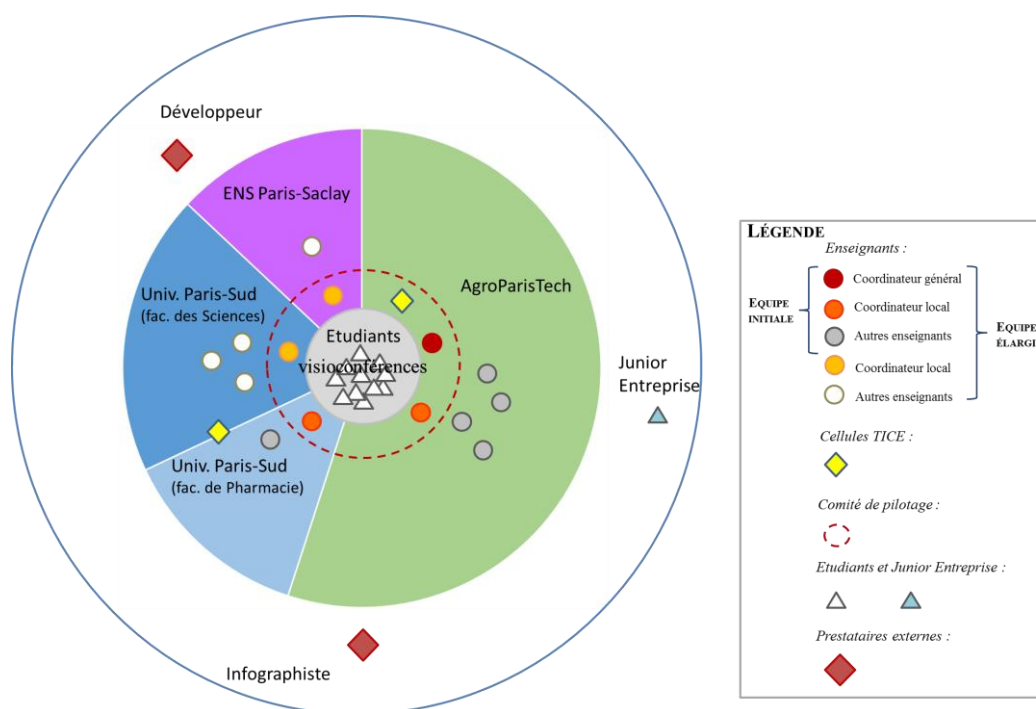 Développeur
ENS Paris-Saclay
Univ. Paris-Sud
(fac. des Sciences)
AgroParisTech
Etudiants
visioconférences
Junior
Entreprise
Univ. Paris-Sud
(fac. de Pharmacie)
Infographiste
LÉGENDE
Enseignants :
Coordinateur général
EQUIPE
INITIALE
Coordinateur local
Autres enseignants
EQUIPE
ÉLARGI
Coordinateur local
Autres enseignants
Cellules TICE :
Comité de pilotage :
Etudiants et Junior Entreprise :
Prestataires externes :